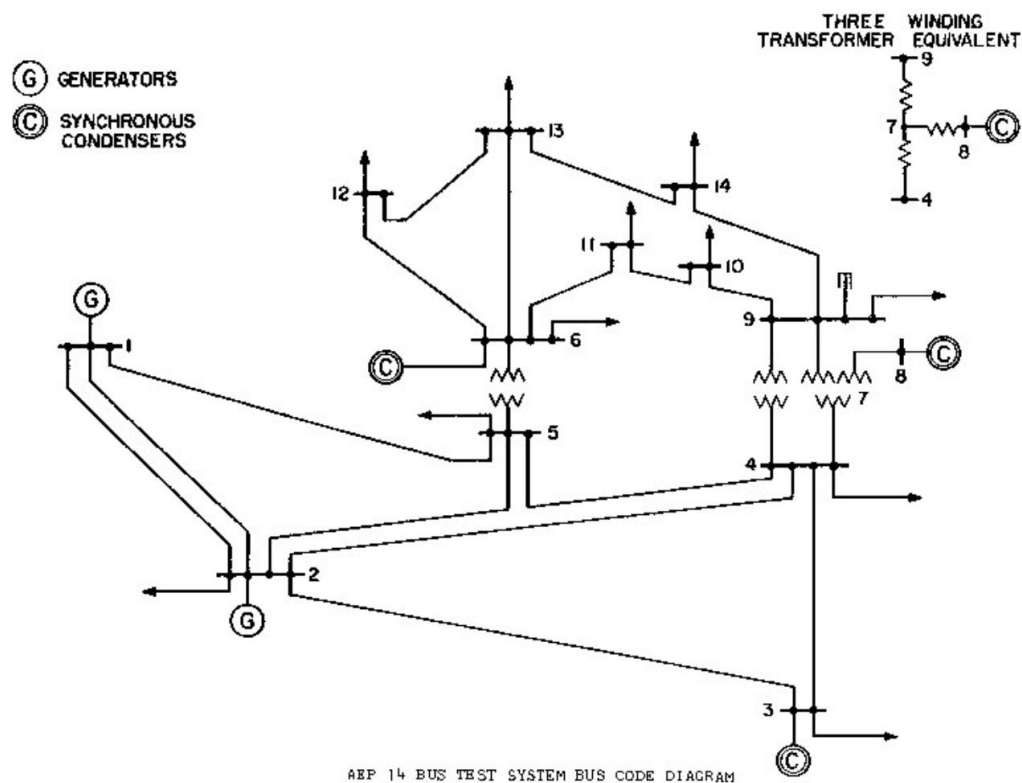 THREE WINDING
TRANSFORMER EQUIVALENT
G GENERATORS
C SYNCHRONOUS
CONDENSERS
9
7
C
8
4
13
12
14
11
10
G
1
9
6
C
8
C
7
5
4
2
G
3
C
AEP 14 BUS TEST SYSTEM BUS CODE DIAGRAM